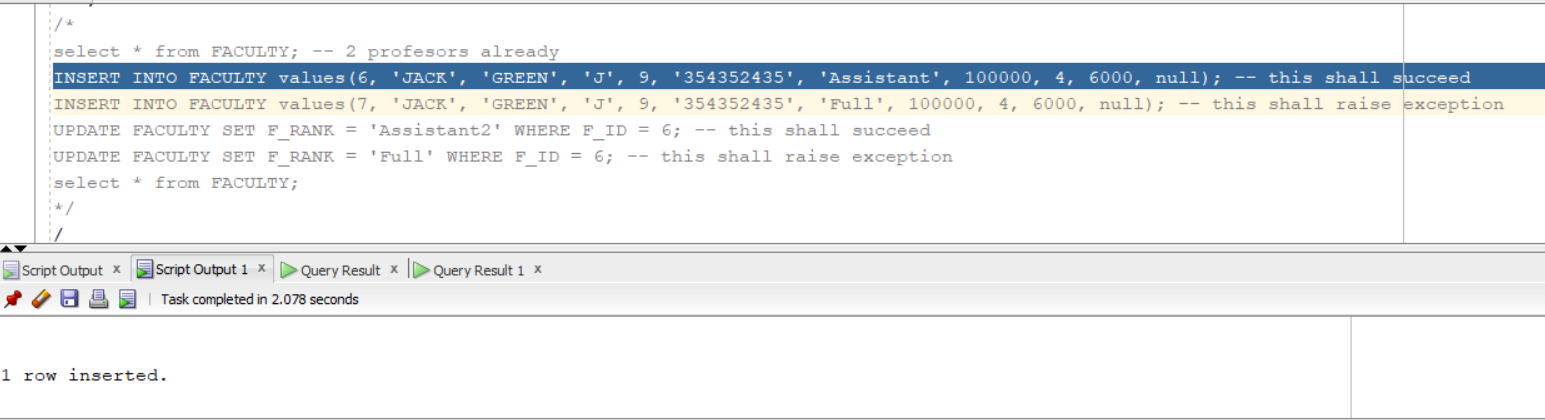 /*
select * from FACULTY; -- 2 profesors already
INSERT INTO FACULTY values(6, 'JACK', 'GREEN', 'J', 9, '354352435', 'Assistant', 100000, 4, 6000, null); -- this shall succeed
INSERT INTO FACULTY values(7, 'JACK', 'GREEN', 'J', 9, '354352435', 'Full', 100000, 4, 6000, null); -- this shall raise exception
UPDATE FACULTY SET F_RANK = 'Assistant2' WHERE F_ID = 6; -- this shall succeed
UPDATE FACULTY SET F_RANK = 'Full' WHERE F_ID = 6; -- this shall raise exception
select * from FACULTY;
*/
/
Script Output x Script Output 1 x Query Result x Query Result 1 x
Task completed in 2.078 seconds
1 row inserted.